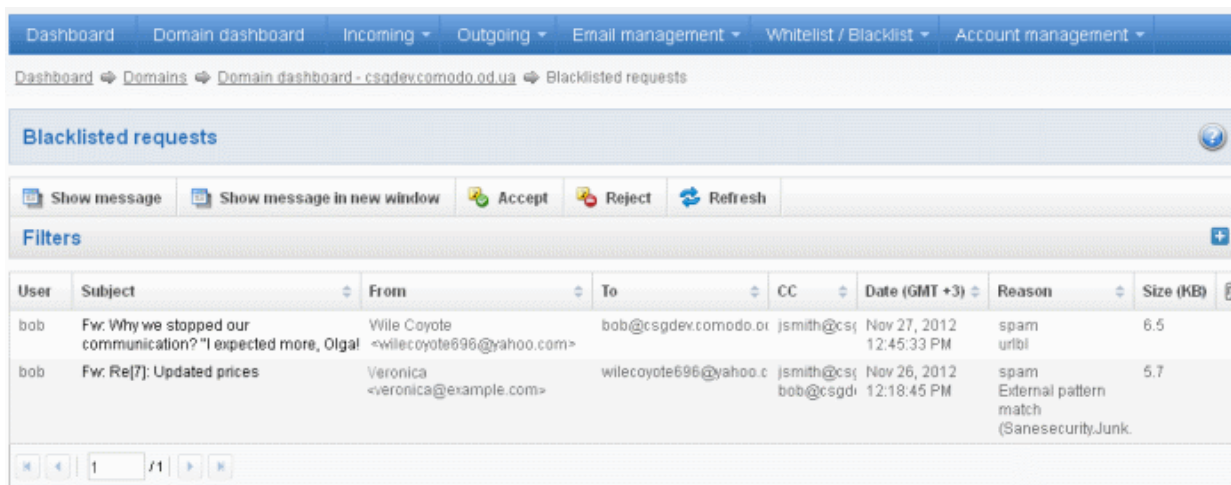 Dashboard Domain dashboard Incoming Outgoing Email management Whitelist / Blacklist Account management
Dashboard Domains Domain dashboard - csgdev.comodo.od.ua Blacklisted requests
Blacklisted requests
Show message Show message in new window Accept Reject Refresh
Filters
User Subject From To CC Date (GMT +3) Reason Size (KB)
bob Fw: Why we stopped our Wile Coyote bob@csgdev.comodo.o jsmith@csg Nov 27, 2012 spam 6.5
communication? "I expected more, Olga! <wilecoyote696@yahoo.com> 12:45:33 PM urlbl
bob Fw: Re[7]: Updated prices Veronica wilecoyote696@yahoo.c jsmith@csg Nov 26, 2012 spam 5.7
<veronica@example.com> bob@csgd 12:18:45 PM External pattern
match
(Sanesecurity.Junk.
1 /1